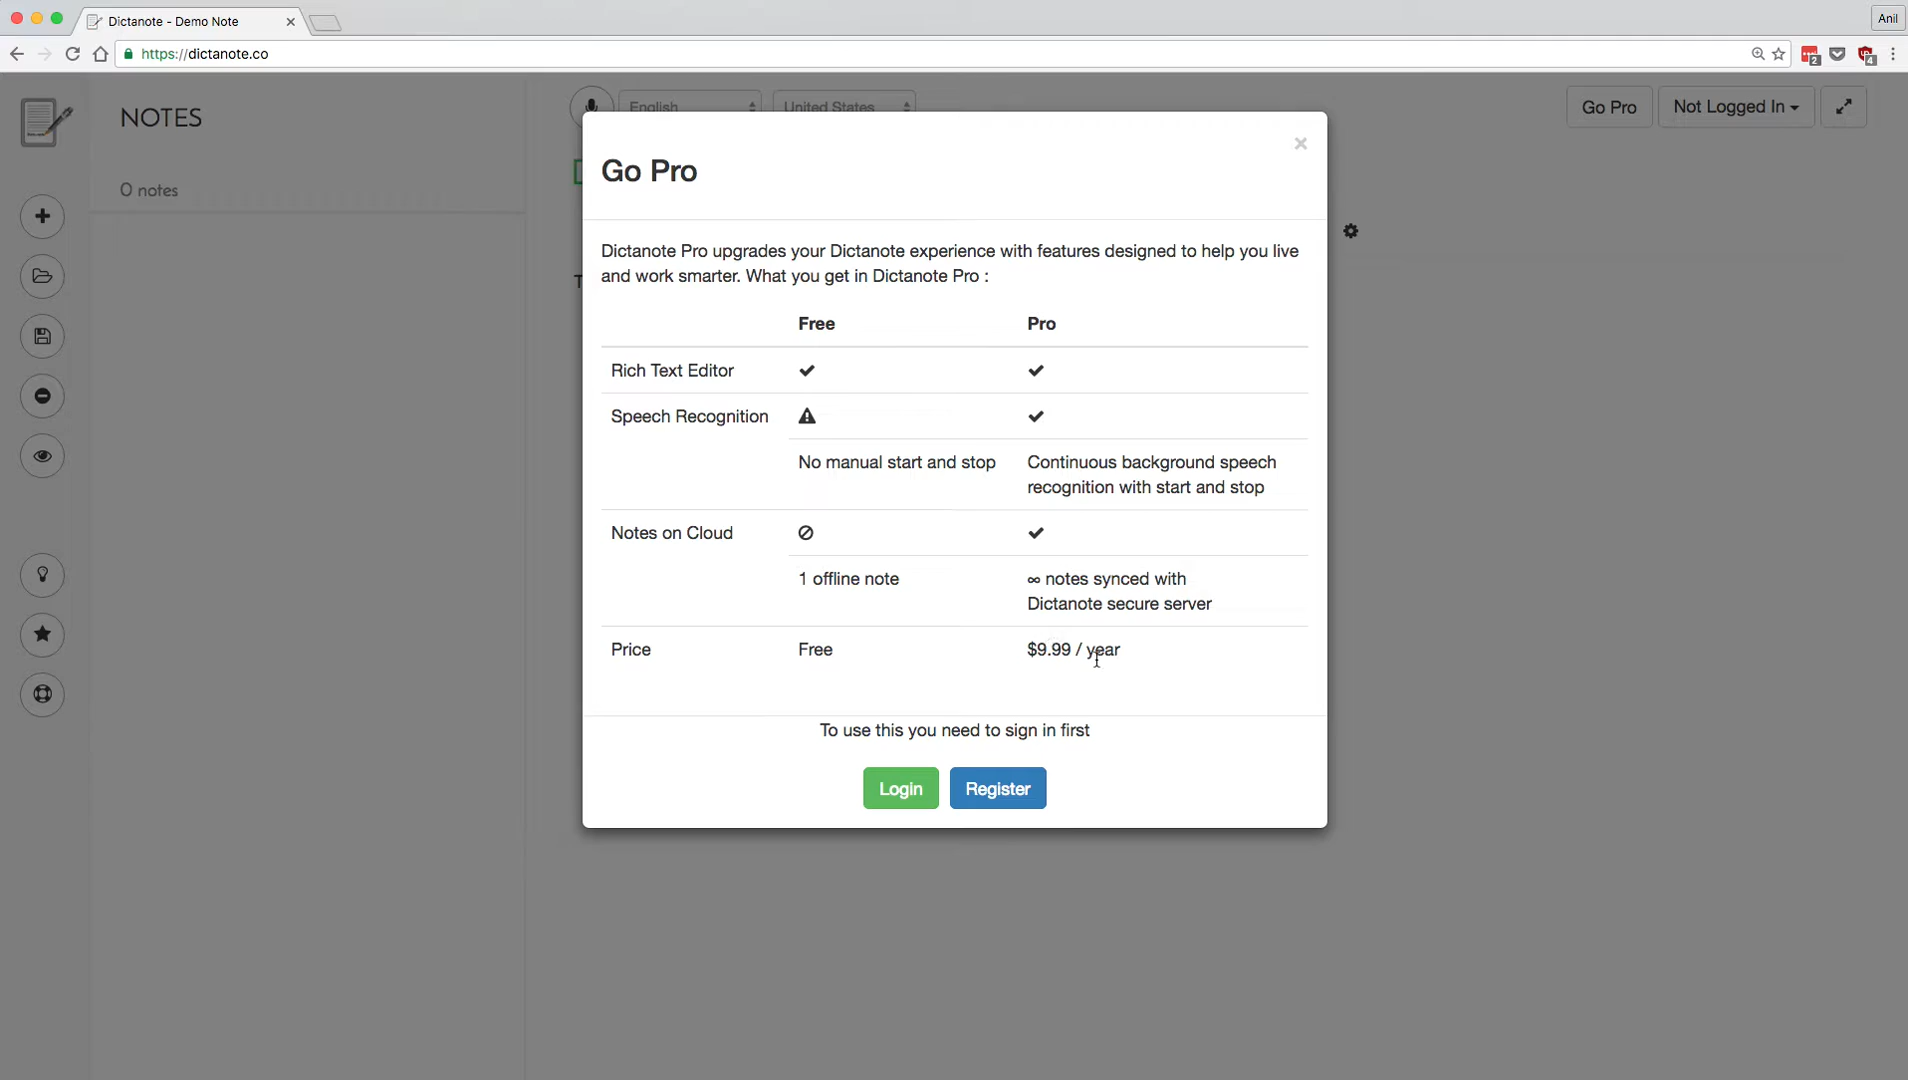 Dictanote - Demo Note
Anil
https://dictanote.co
2
4
NOTES
English
United States
Go Pro
Not Logged In
0 notes
Go Pro
Dictanote Pro upgrades your Dictanote experience with features designed to help you live
and work smarter. What you get in Dictanote Pro :
Free Pro
Rich Text Editor
Speech Recognition
No manual start and stop Continuous background speech
recognition with start and stop
Notes on Cloud
1 offline note ∞ notes synced with
Dictanote secure server
Price Free $9.99 / year
To use this you need to sign in first
Login Register